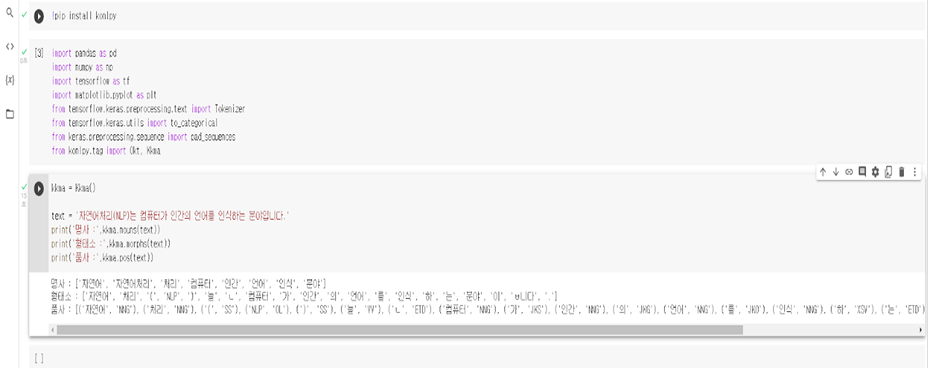 !pip install konlpy
[3] import pandas as pd
import numpy as np
import tensorflow as tf
import matplotlib.pyplot as plt
from tensorflow.keras.preprocessing.text import Tokenizer
from tensorflow.keras.utils import to_categorical
from keras.preprocessing.sequence import pad_sequences
from konlpy.tag import Okt, Kkma
kkma = Kkma()
text = '자연어처리(NLP)는 컴퓨터가 인간의 언어를 인식하는 분야입니다.'
print('명사 :',kkma.nouns(text))
print('형태소 :',kkma.morphs(text))
print('품사 :',kkma.pos(text))
명사 : ['자연어', '자연어처리', '처리', '컴퓨터', '인간', '언어', '인식', '분야']
형태소 : ['자연어', '처리', '(', 'NLP', ')', '늘', 'ㄴ', '컴퓨터', '가', '인간', '의', '언어', '를', '인식', '하', '는', '분야', '이', 'ㅂ니다', '.']
품사 : [('자연어', 'NNG'), ('처리', 'NNG'), ('(', 'SS'), ('NLP', 'OL'), (')', 'SS'), ('늘', 'VV'), ('ㄴ', 'ETD'), ('컴퓨터', 'NNG'), ('가', 'JKS'), ('인간', 'NNG'), ('의', 'JKG'), ('언어', 'NNG'), ('를', 'JKO'), ('인식', 'NNG'), ('하', 'XSV'), ('는', 'ETD')
[ ]